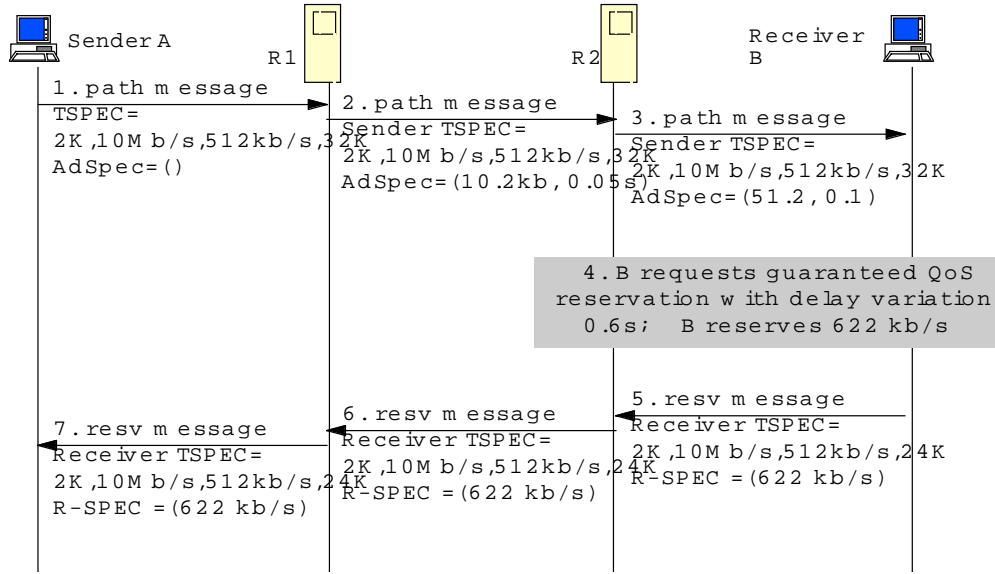 Sender A
R1
R2
Receiver
B
1. path message
TSPEC=
2K,10Mb/s,512kb/s,32K
AdSpec=()
2. path message
Sender TSPEC=
2K,10Mb/s,512kb/s,32K
AdSpec=(10.2kb,0.05s)
3. path message
Sender TSPEC=
2K,10Mb/s,512kb/s,32K
AdSpec=(51.2,0.1)
4. B requests guaranteed QoS
reservation with delay variation
0.6s; B reserves 622 kb/s
5. resv message
Receiver TSPEC=
2K,10Mb/s,512kb/s,24K
R-SPEC =(622 kb/s)
6. resv message
Receiver TSPEC=
2K,10Mb/s,512kb/s,24K
R-SPEC =(622 kb/s)
7. resv message
Receiver TSPEC=
2K,10Mb/s,512kb/s,24K
R-SPEC =(622 kb/s)